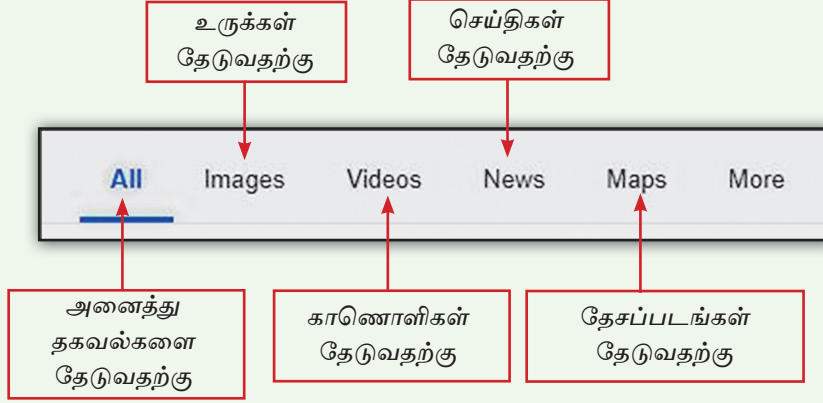 உருக்கள்
தேடுவதற்கு
செய்திகள்
தேடுவதற்கு
All Images Videos News Maps More
அனைத்து
தகவல்களை
தேடுவதற்கு
காணொளிகள்
தேடுவதற்கு
தேசப்படங்கள்
தேடுவதற்கு